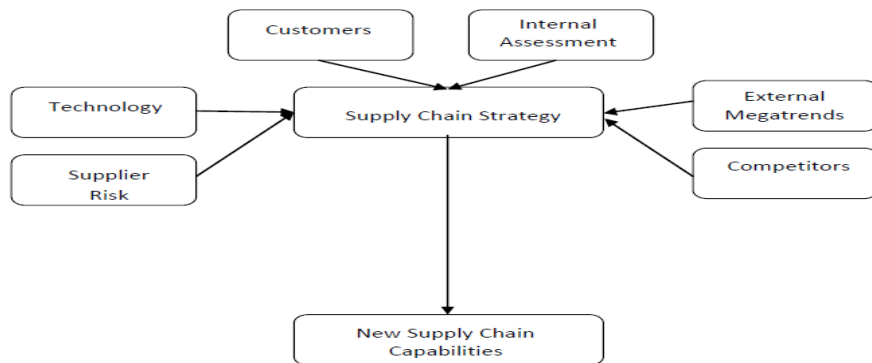 Customers
Internal
Assessment
Technology
Supply Chain Strategy
External
Megatrends
Supplier
Risk
Competitors
New Supply Chain
Capabilities